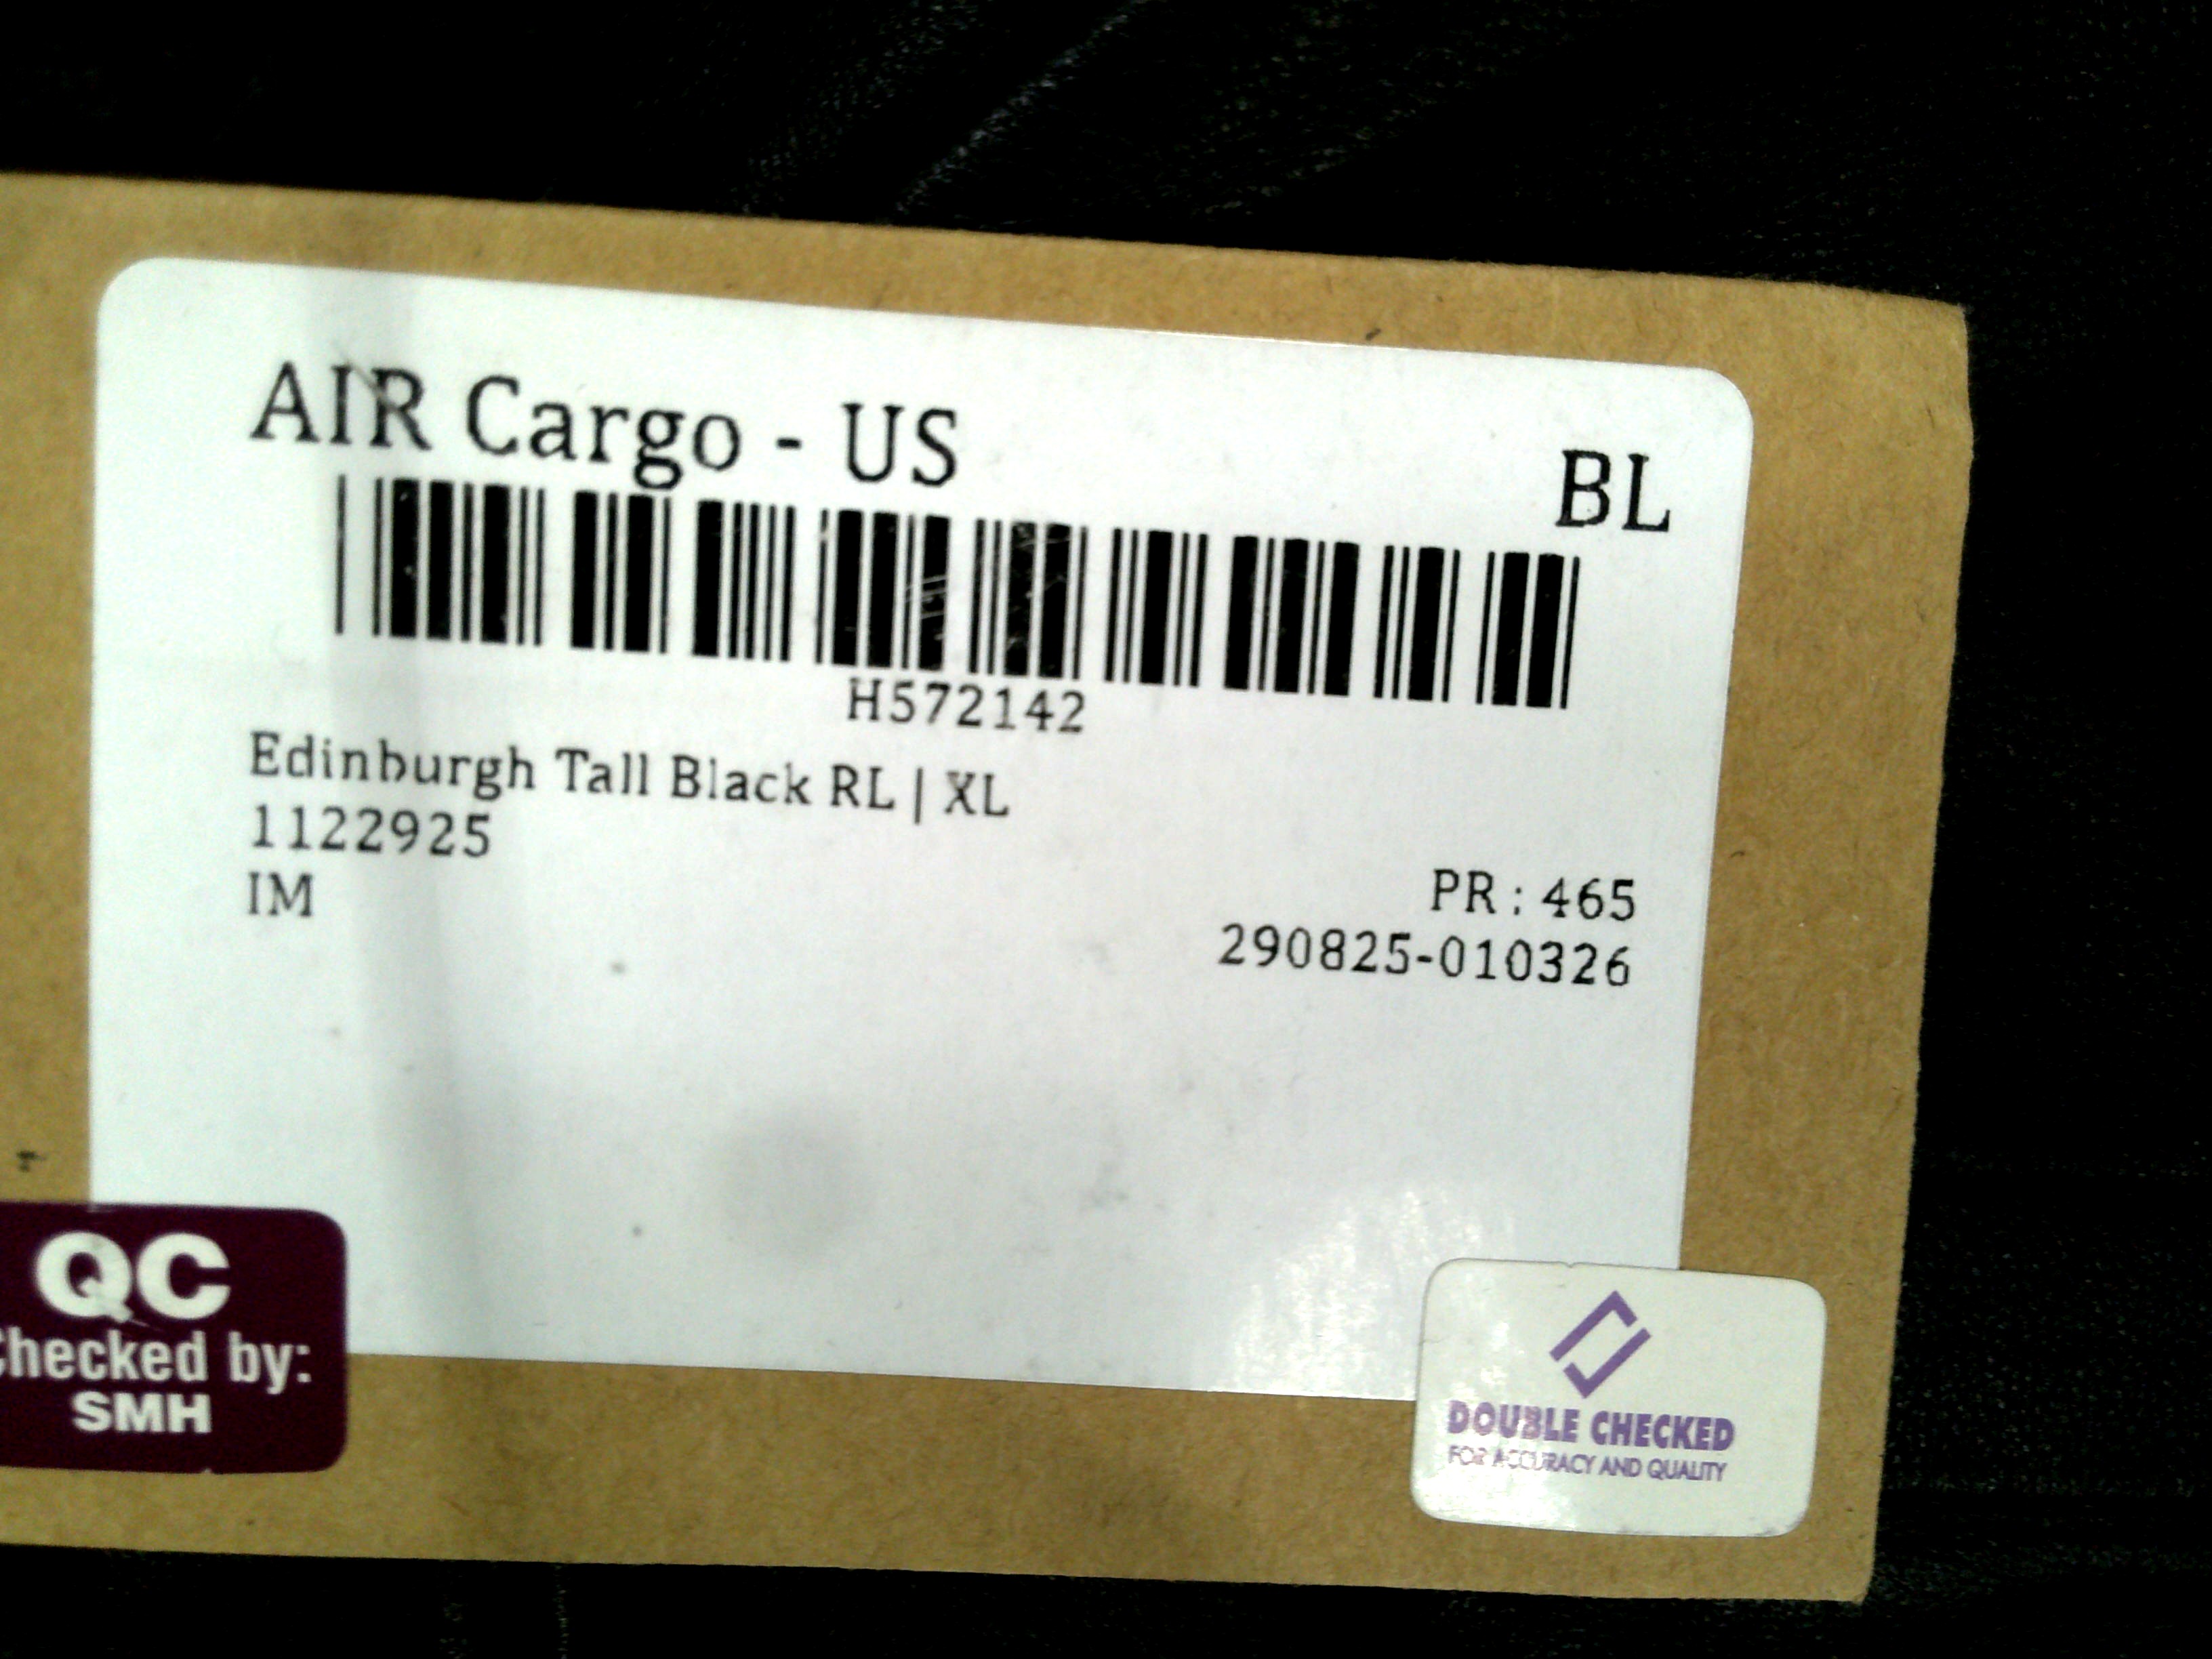 AIR Cargo - US
BL
H572142
Edinburgh Tall Black RL | XL
1122925
IM
PR : 465
290825-010326
QC
Checked by:
SMH
DOUBLE CHECKED
FOR ACCURACY AND QUALITY